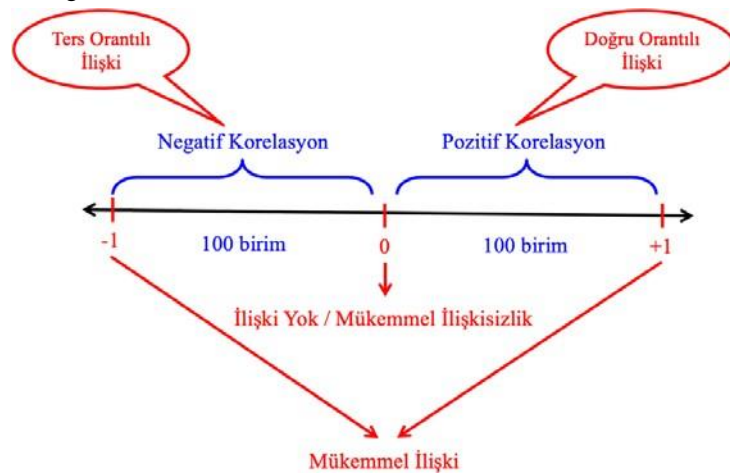 Ters Orantılı
İlişki
Doğru Orantılı
İlişki
Negatif Korelasyon
Pozitif Korelasyon
-1
100 birim
0
100 birim
+1
İlişki Yok / Mükemmel İlişkisizlik
Mükemmel İlişki